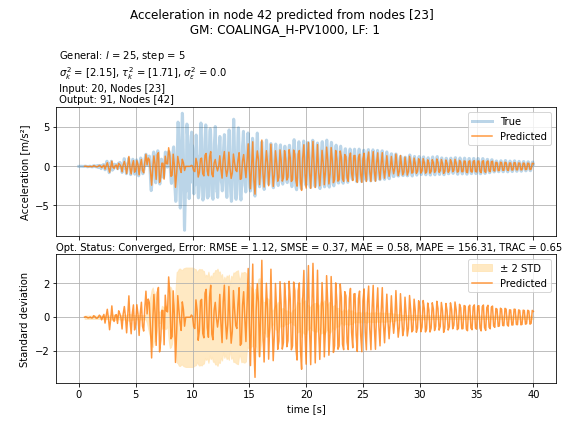 Acceleration in node 42 predicted from nodes [23]
GM: COALINGA_H-PV1000, LF: 1
General: l = 25, step = 5
σ²ₖ = [2.15], τ²ₖ = [1.71], σ²ε = 0.0
Input: 20, Nodes [23]
Output: 91, Nodes [42]
Acceleration [m/s²]
5
0
−5
True
Predicted
Opt. Status: Converged, Error: RMSE = 1.12, SMSE = 0.37, MAE = 0.58, MAPE = 156.31, TRAC = 0.65
Standard deviation
2
0
−2
± 2 STD
Predicted
0 5 10 15 20 25 30 35 40
time [s]